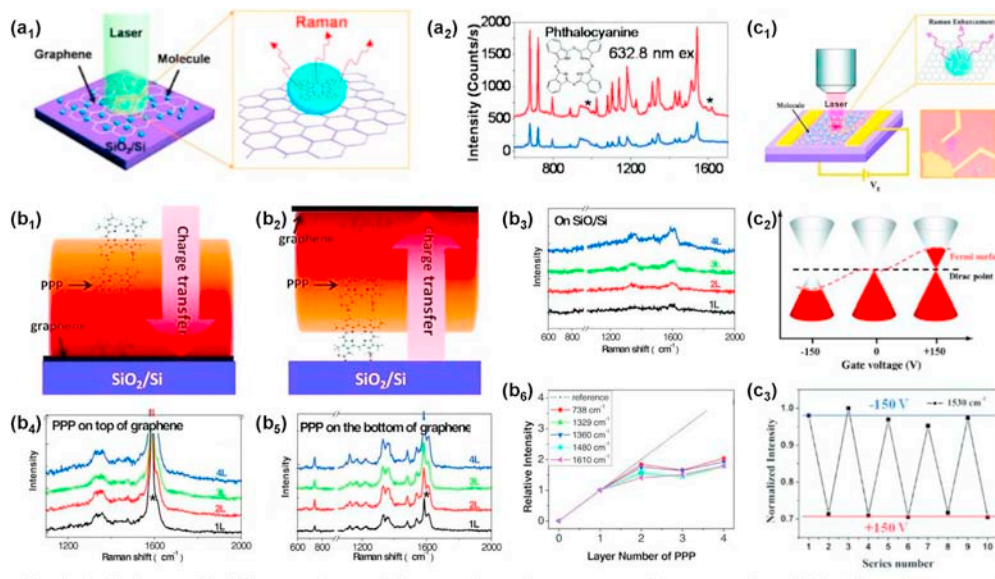 (a1)
Laser
Graphene
Molecule
SiO2/Si
Raman
(a2)
Intensity (Counts/s)
2000
1500
1000
500
500
0
Phthalocyanine
632.8 nm ex
*
*
800
1200
1600
(c1)
Raman Enhancement
Laser
Molecule
(b1)
PPP
graphene
Charge transfer
SiO2/Si
(b2)
graphene
PPP
Charge transfer
SiO2/Si
(b3)
On SiO/Si
Intensity
4L
3L
2L
1L
600
800
1200
1600
2000
Raman shift ( cm-1)
(c2)
Fermi surface
Dirac point
-150
0
+150
Gate voltage (V)
(b4)
PPP on top of graphene
Intensity
4L
3L
2L
1L
*
1200
1600
2000
Raman shift (cm-1)
(b5)
PPP on the bottom of graphene
Intensity
4L
3L
2L
1L
*
600
800
1200
1600
2000
Raman shift ( cm-1)
(b6)
Relative Intensity
4
3
2
1
0
reference
738 cm-1
1329 cm-1
1360 cm-1
1480 cm-1
1610 cm-1
0
1
2
3
4
Layer Number of PPP
(c3)
Normalized Intensity
1.0
0.9
0.8
0.7
-150 V
1530 cm-1
+150 V
1 2 3 4 5 6 7 8 9 10
Series number